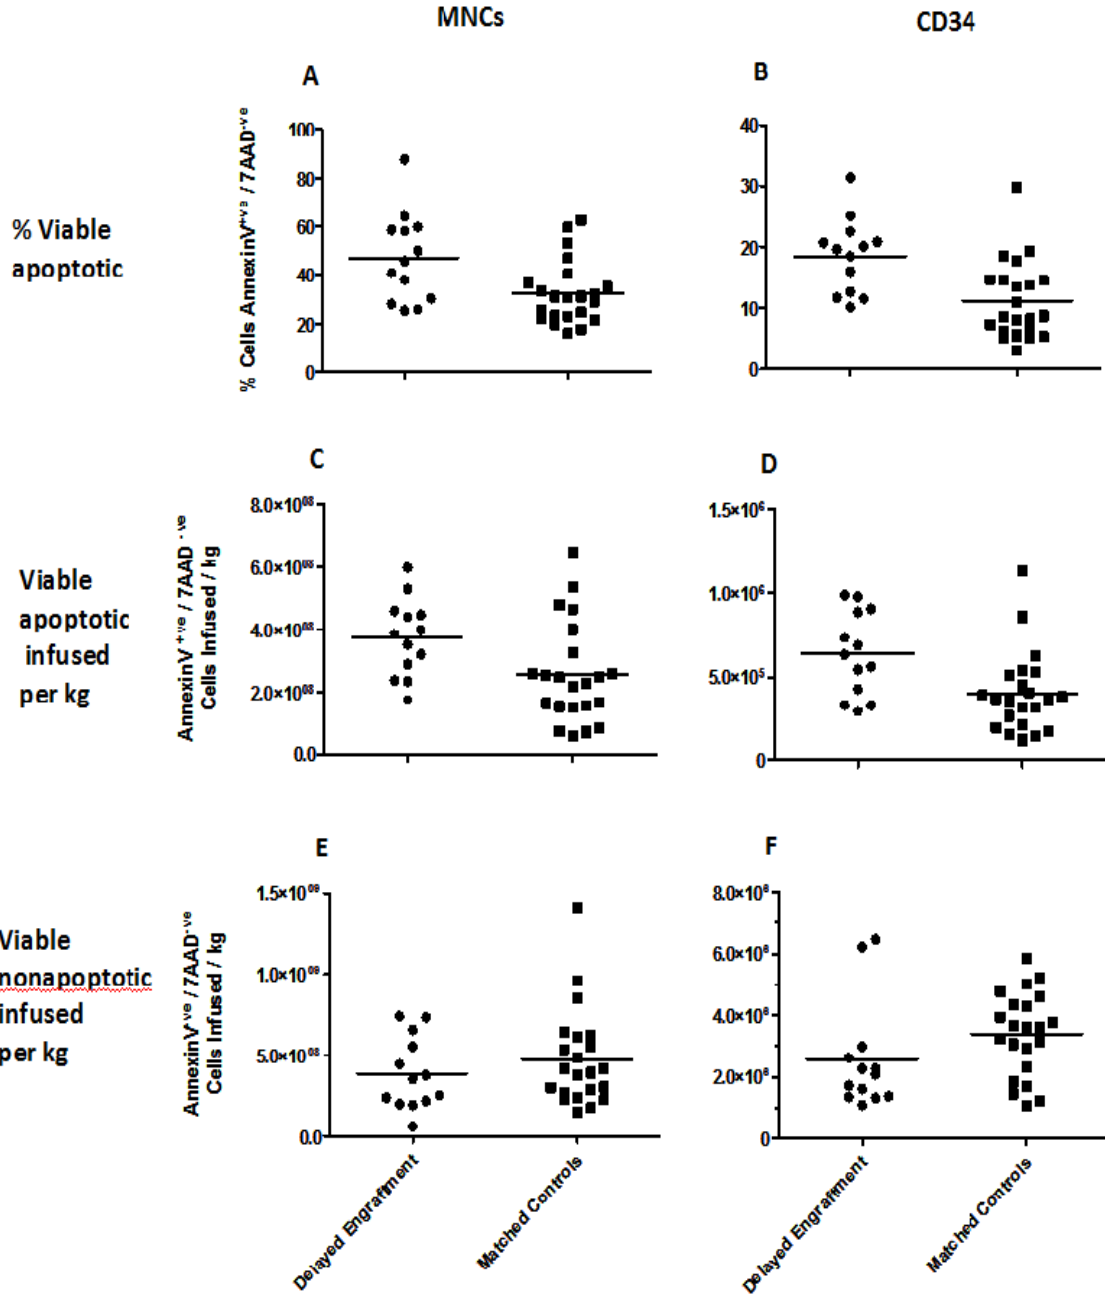 MNCs
CD34
A
B
% Viable
apoptotic
% Cells AnnexinV+ve / 7AAD-ve
100
80
60
40
20
0
40
30
20
10
0
C
D
Viable
apoptotic
infused
per kg
AnnexinV+ve / 7AAD-ve
Cells Infused / kg
8.0×10⁰⁸
6.0×10⁰⁸
4.0×10⁰⁸
2.0×10⁰⁸
0.0
1.5×10⁶
1.0×10⁶
5.0×10⁵
0
E
F
Viable
nonapoptotic
infused
per kg
AnnexinV-ve / 7AAD-ve
Cells Infused / kg
1.5×10⁰⁹
1.0×10⁰⁹
5.0×10⁰⁸
0.0
8.0×10⁶
6.0×10⁶
4.0×10⁶
2.0×10⁶
0
Delayed Engraftment
Matched Controls
Delayed Engraftment
Matched Controls